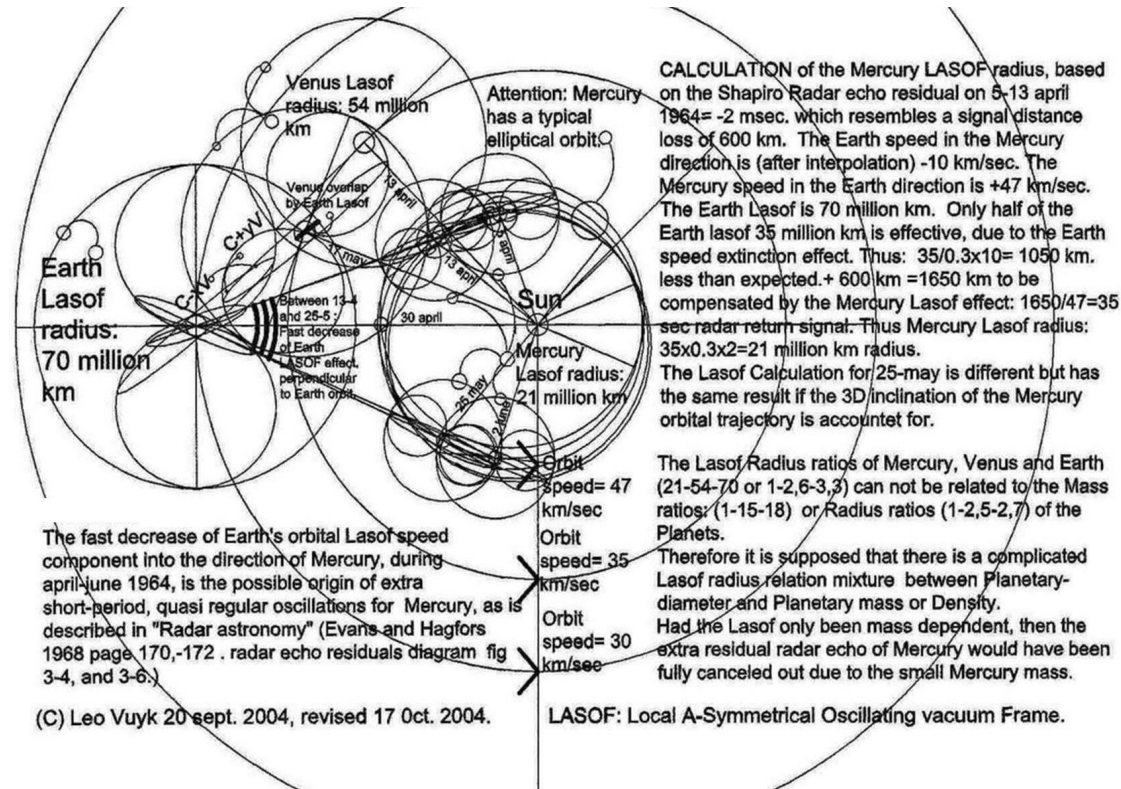 Venus Lasof
radius: 54 million
km
Attention: Mercury
has a typical
elliptical orbit.
13 april
Venus overlap
by Earth Lasof
C+vV
C-vV
may
13 april
5 april
Earth
Lasof
radius:
70 million
km
Between 13-4
and 25-5 :
Fast decrease
of Earth
LASOF effect,
perpendicular
to Earth orbit.
30 april
Sun
Mercury
Lasof radius:
21 million km
25 may
2 june
Orbit
speed= 47
km/sec
Orbit
speed= 35
km/sec
Orbit
speed= 30
km/sec
CALCULATION of the Mercury LASOF radius, based
on the Shapiro Radar echo residual on 5-13 april
1964= -2 msec. which resembles a signal distance
loss of 600 km.  The Earth speed in the Mercury
direction is (after interpolation) -10 km/sec. The
Mercury speed in the Earth direction is +47 km/sec.
The Earth Lasof is 70 million km.  Only half of the
Earth lasof 35 million km is effective, due to the Earth
speed extinction effect. Thus:  35/0.3x10= 1050 km.
less than expected.+ 600 km =1650 km to be
compensated by the Mercury Lasof effect: 1650/47=35
sec radar return signal. Thus Mercury Lasof radius:
35x0.3x2=21 million km radius.
The Lasof Calculation for 25-may is different but has
the same result if the 3D inclination of the Mercury
orbital trajectory is accountet for.
The Lasof Radius ratios of Mercury, Venus and Earth
(21-54-70 or 1-2,6-3,3) can not be related to the Mass
ratios: (1-15-18)  or Radius ratios (1-2,5-2,7) of the
Planets.
Therefore it is supposed that there is a complicated
Lasof radius relation mixture  between Planetary-
diameter and Planetary mass or Density.
Had the Lasof only been mass dependent, then the
extra residual radar echo of Mercury would have been
fully canceled out due to the small Mercury mass.
The fast decrease of Earth's orbital Lasof speed
component into the direction of Mercury, during
april-june 1964, is the possible origin of extra
short-period, quasi regular oscillations for  Mercury, as is
described in "Radar astronomy" (Evans and Hagfors
1968 page 170,-172 . radar echo residuals diagram  fig
3-4, and 3-6.)
(C) Leo Vuyk 20 sept. 2004, revised 17 0ct. 2004.
LASOF: Local A-Symmetrical Oscillating vacuum Frame.